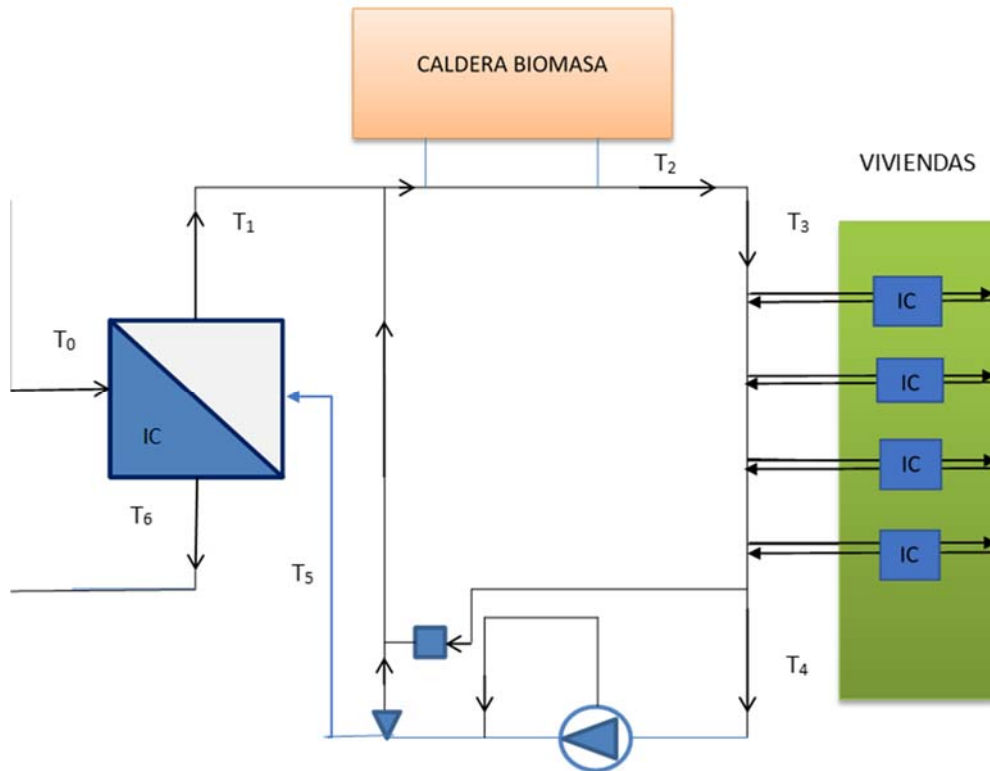 CALDERA BIOMASA
T₂
VIVIENDAS
T₁
T₃
IC
T₀
IC
IC
IC
T₆
IC
T₅
T₄